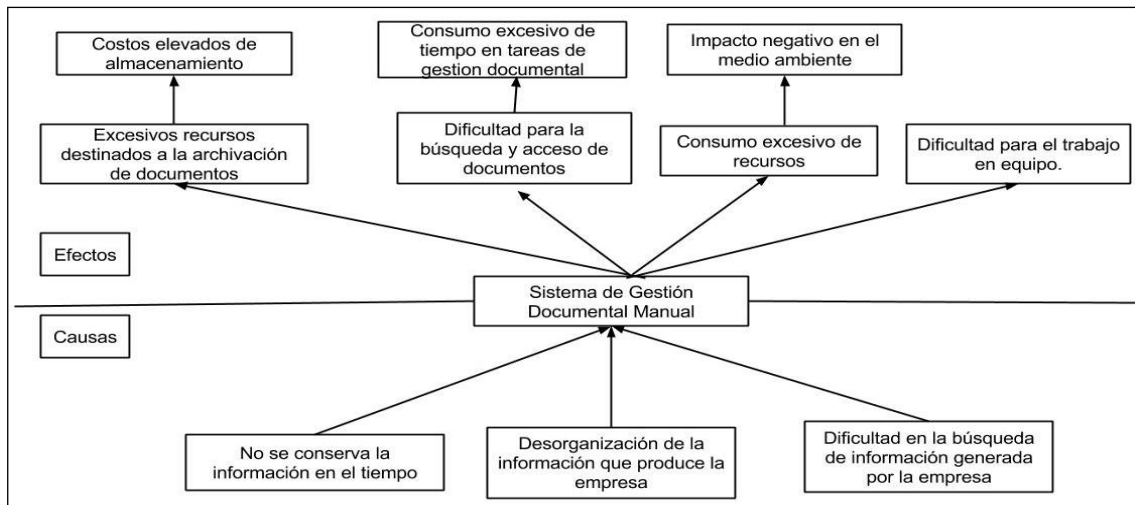 Costos elevados de
almacenamiento
Consumo excesivo de
tiempo en tareas de
gestion documental
Impacto negativo en el
medio ambiente
Excesivos recursos
destinados a la archivación
de documentos
Dificultad para la
búsqueda y acceso de
documentos
Consumo excesivo de
recursos
Dificultad para el trabajo
en equipo.
Efectos
Sistema de Gestión
Documental Manual
Causas
No se conserva la
información en el tiempo
Desorganización de la
información que produce la
empresa
Dificultad en la búsqueda
de información generada
por la empresa